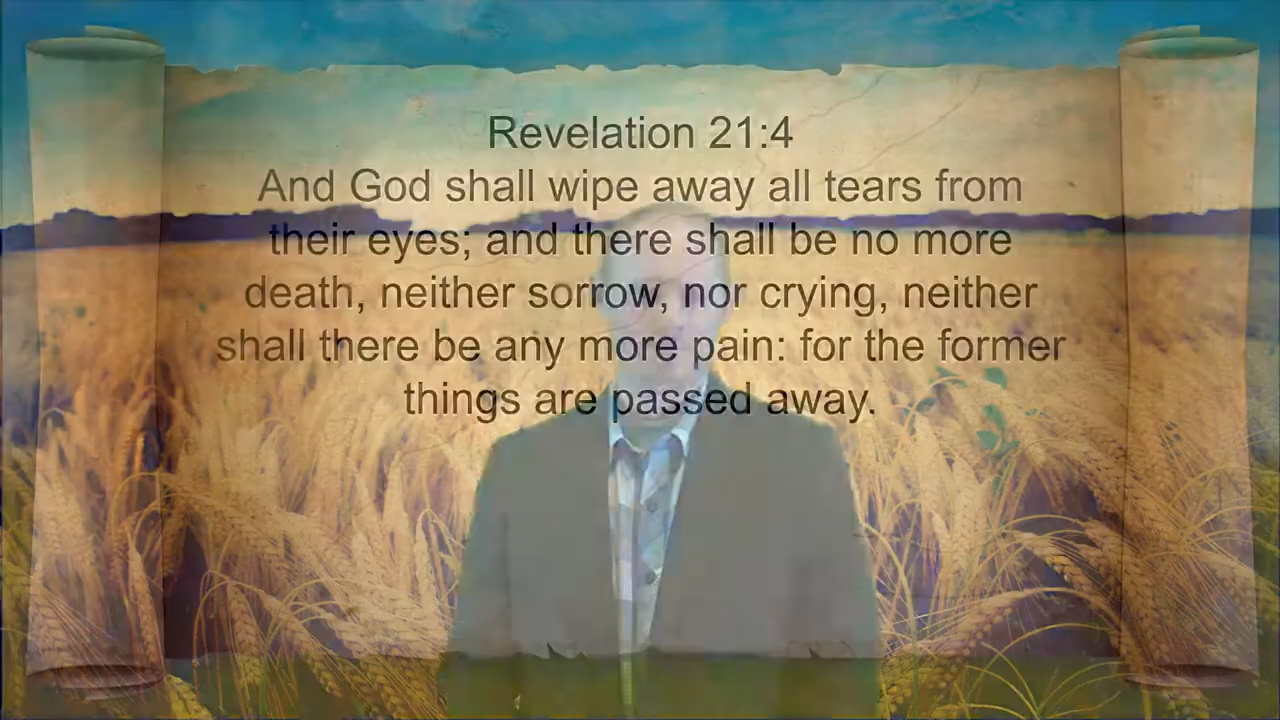 Revelation 21:4
And God shall wipe away all tears from
their eyes; and there shall be no more
death, neither sorrow, nor crying, neither
shall there be any more pain: for the former
things are passed away.